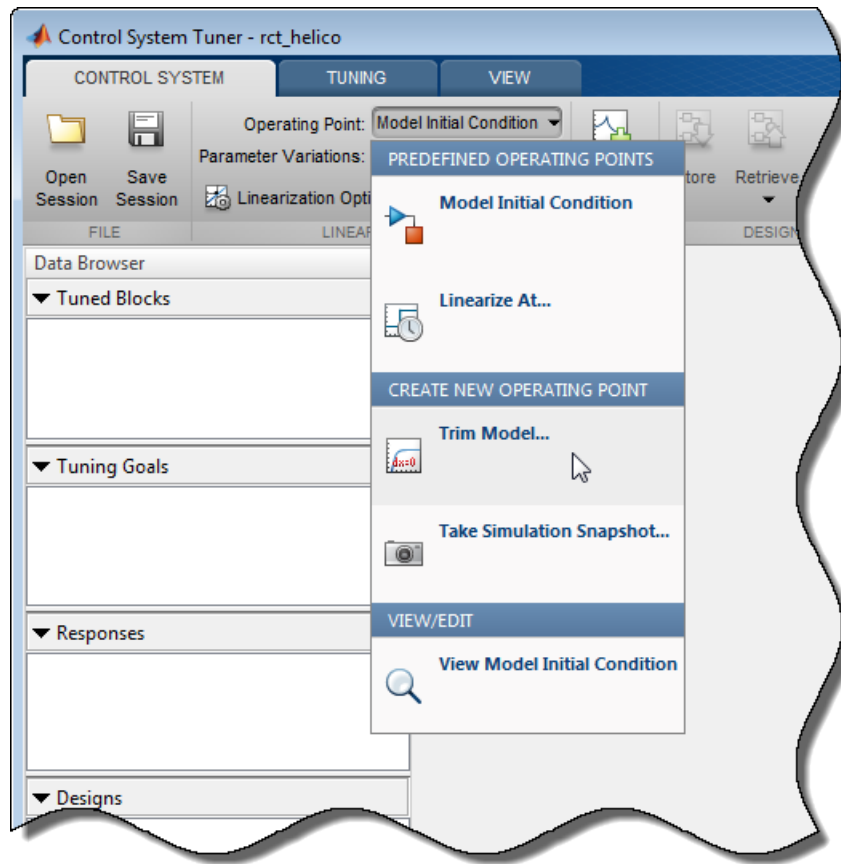 Control System Tuner - rct_helico
CONTROL SYSTEM
TUNING
VIEW
Open Session
Save Session
FILE
Operating Point: Model Initial Condition
Parameter Variations:
Linearization Opti
LINEAR
tore
Retrieve
DESIGN
PREDEFINED OPERATING POINTS
Model Initial Condition
Linearize At...
CREATE NEW OPERATING POINT
dx=0
Trim Model...
Take Simulation Snapshot...
VIEW/EDIT
View Model Initial Condition
Data Browser
Tuned Blocks
Tuning Goals
Responses
Designs